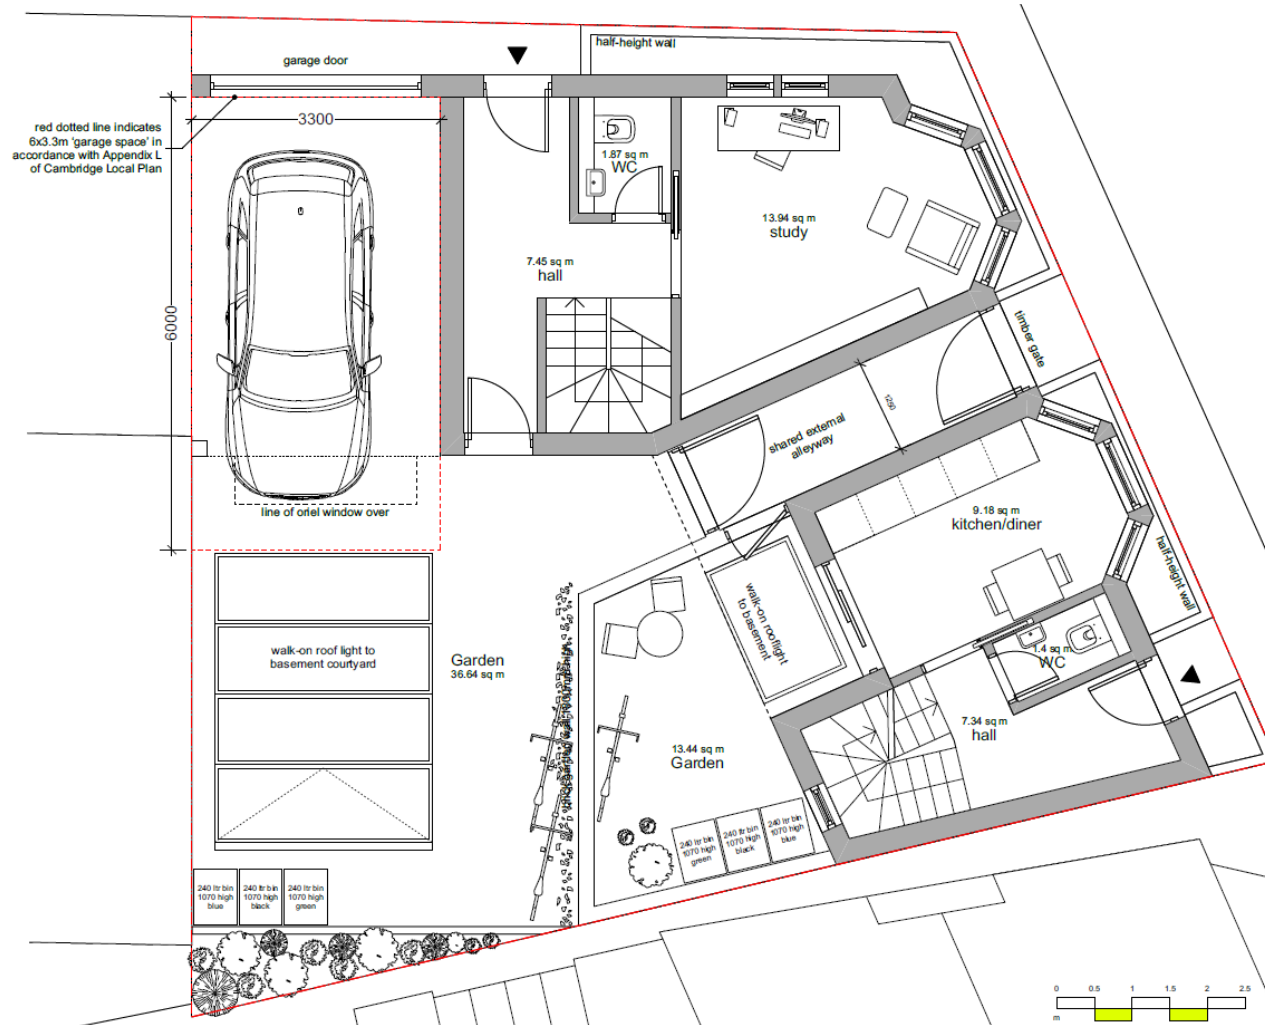 half-height wall
garage door
red dotted line indicates
6x3.3m 'garage space' in
accordance with Appendix L
of Cambridge Local Plan
3300
1.87 sq m
WC
13.94 sq m
study
7.45 sq m
hall
6000
timber gate
1250
shared external
alleyway
line of oriel window over
9.18 sq m
kitchen/diner
half-height wall
walk-on rooflight
to basement
walk-on roof light to
basement courtyard
Garden
36.64 sq m
1.4 sq m
WC
7.34 sq m
hall
13.44 sq m
Garden
240 ltr bin
1070 high
green
240 ltr bin
1070 high
black
240 ltr bin
1070 high
blue
240 ltr bin
1070 high
blue
240 ltr bin
1070 high
black
240 ltr bin
1070 high
green
0 0.5 1 1.5 2 2.5
m